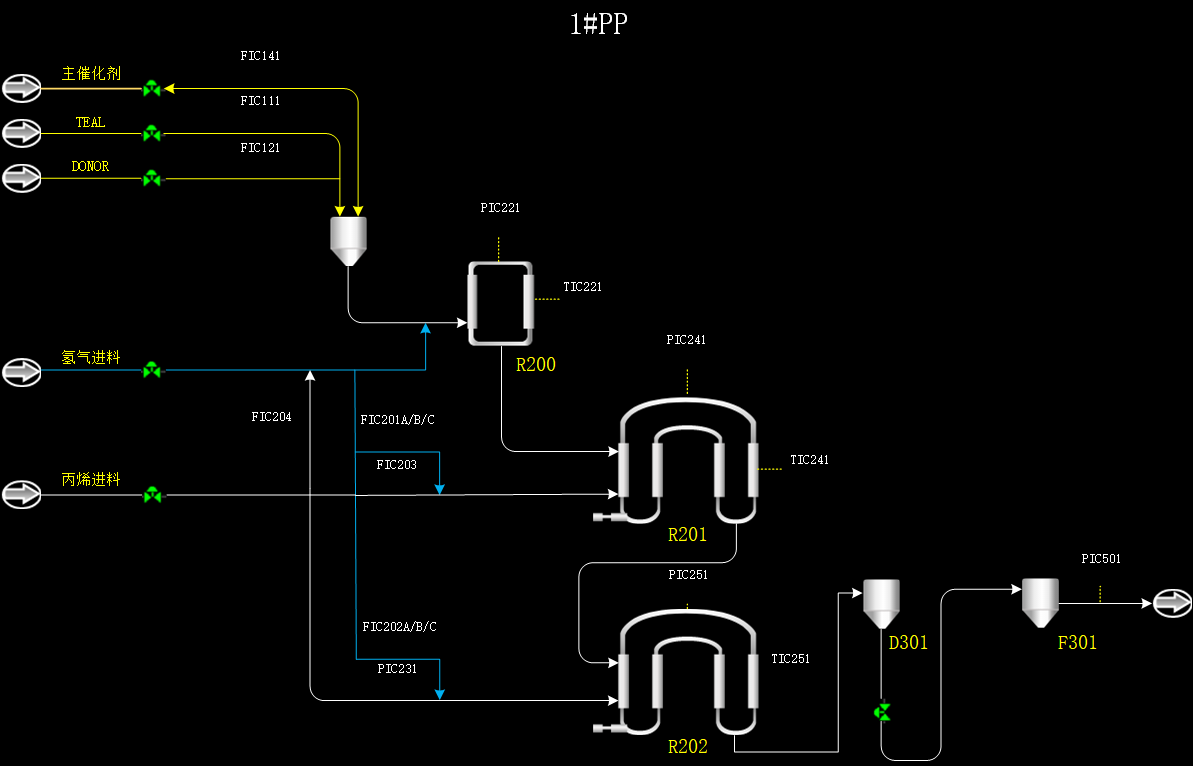 1#PP
FIC141
主催化剂
FIC111
TEAL
FIC121
DONOR
PIC221
TIC221
PIC241
氢气进料
R200
FIC204
FIC201A/B/C
TIC241
FIC203
丙烯进料
R201
PIC501
PIC251
FIC202A/B/C
D301
F301
TIC251
PIC231
R202